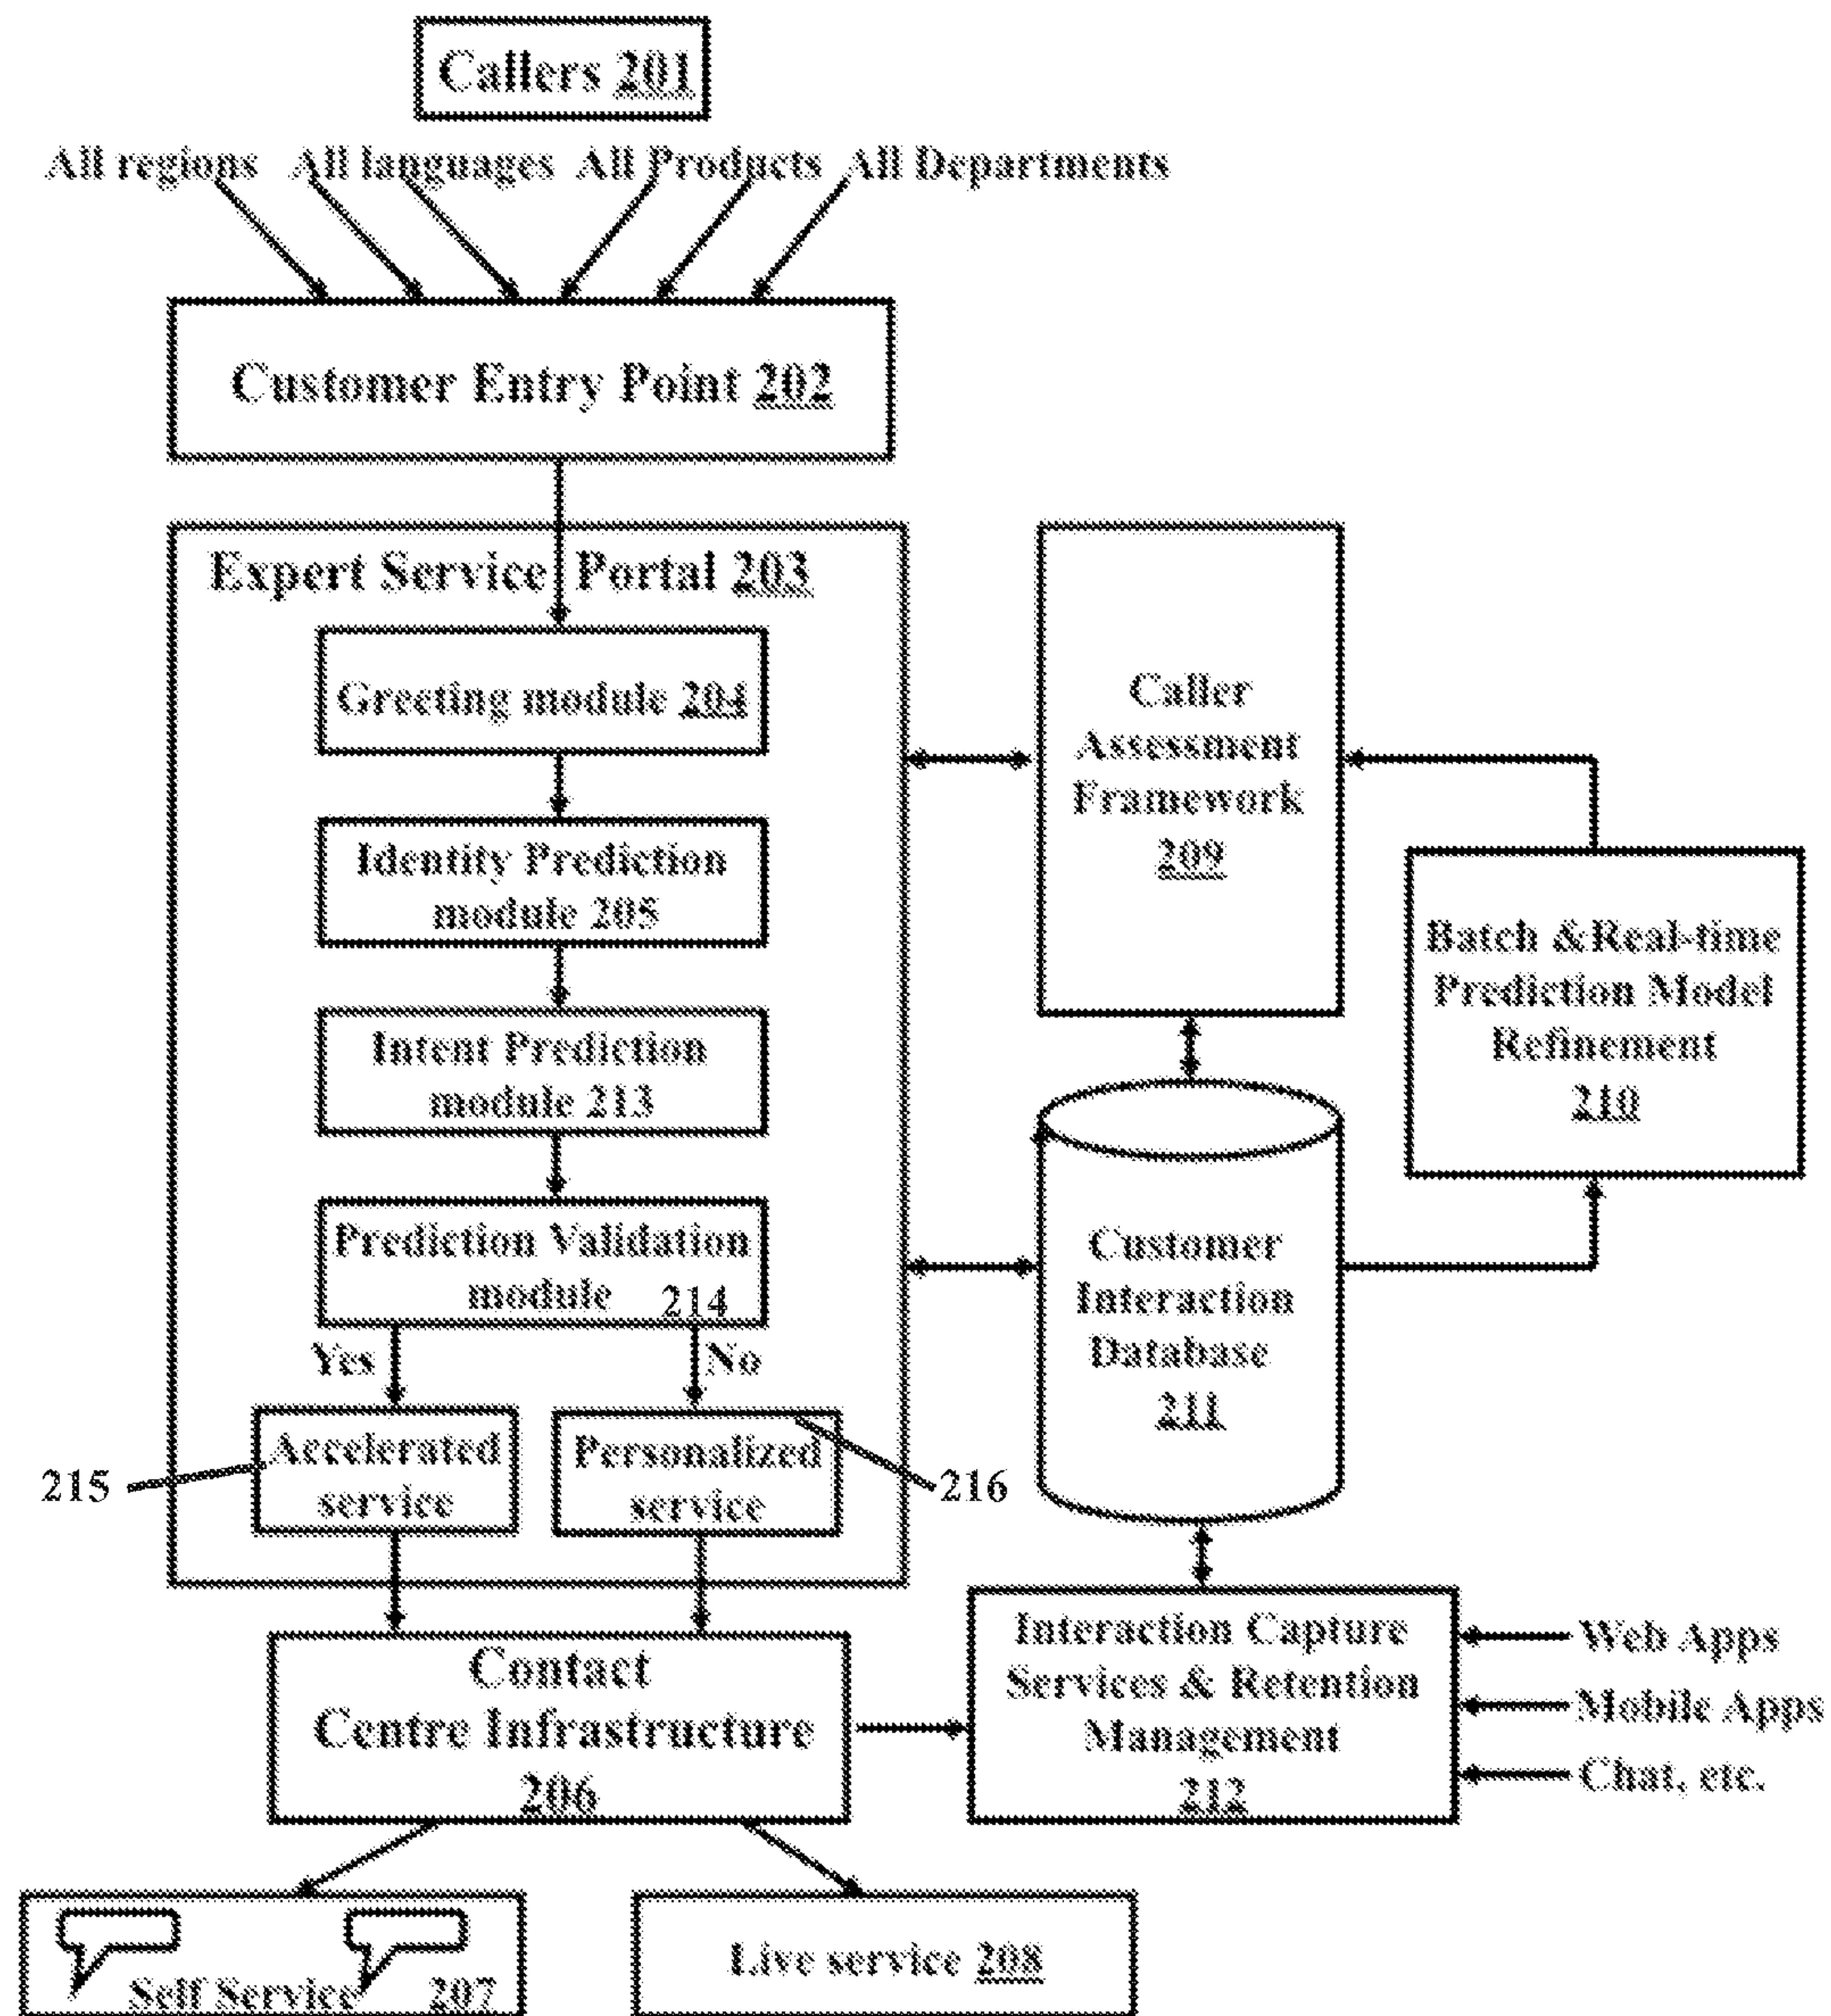 Callers 201
All regions All languages All Products All Departments
Customer Entry Point 202
Expert Service Portal 203
Greeting module 204
Identity Prediction
module 205
Intent Prediction
module 213
Prediction Validation
module 214
Yes No
Accelerated
service
215
Personalized
service
216
Caller
Assessment
Framework
209
Batch &Real-time
Prediction Model
Refinement
210
Customer
Interaction
Database
211
Contact
Centre Infrastructure
206
Interaction Capture
Services & Retention
Management
212
Web Apps
Mobile Apps
Chat, etc.
Self Service 207
Live service 208